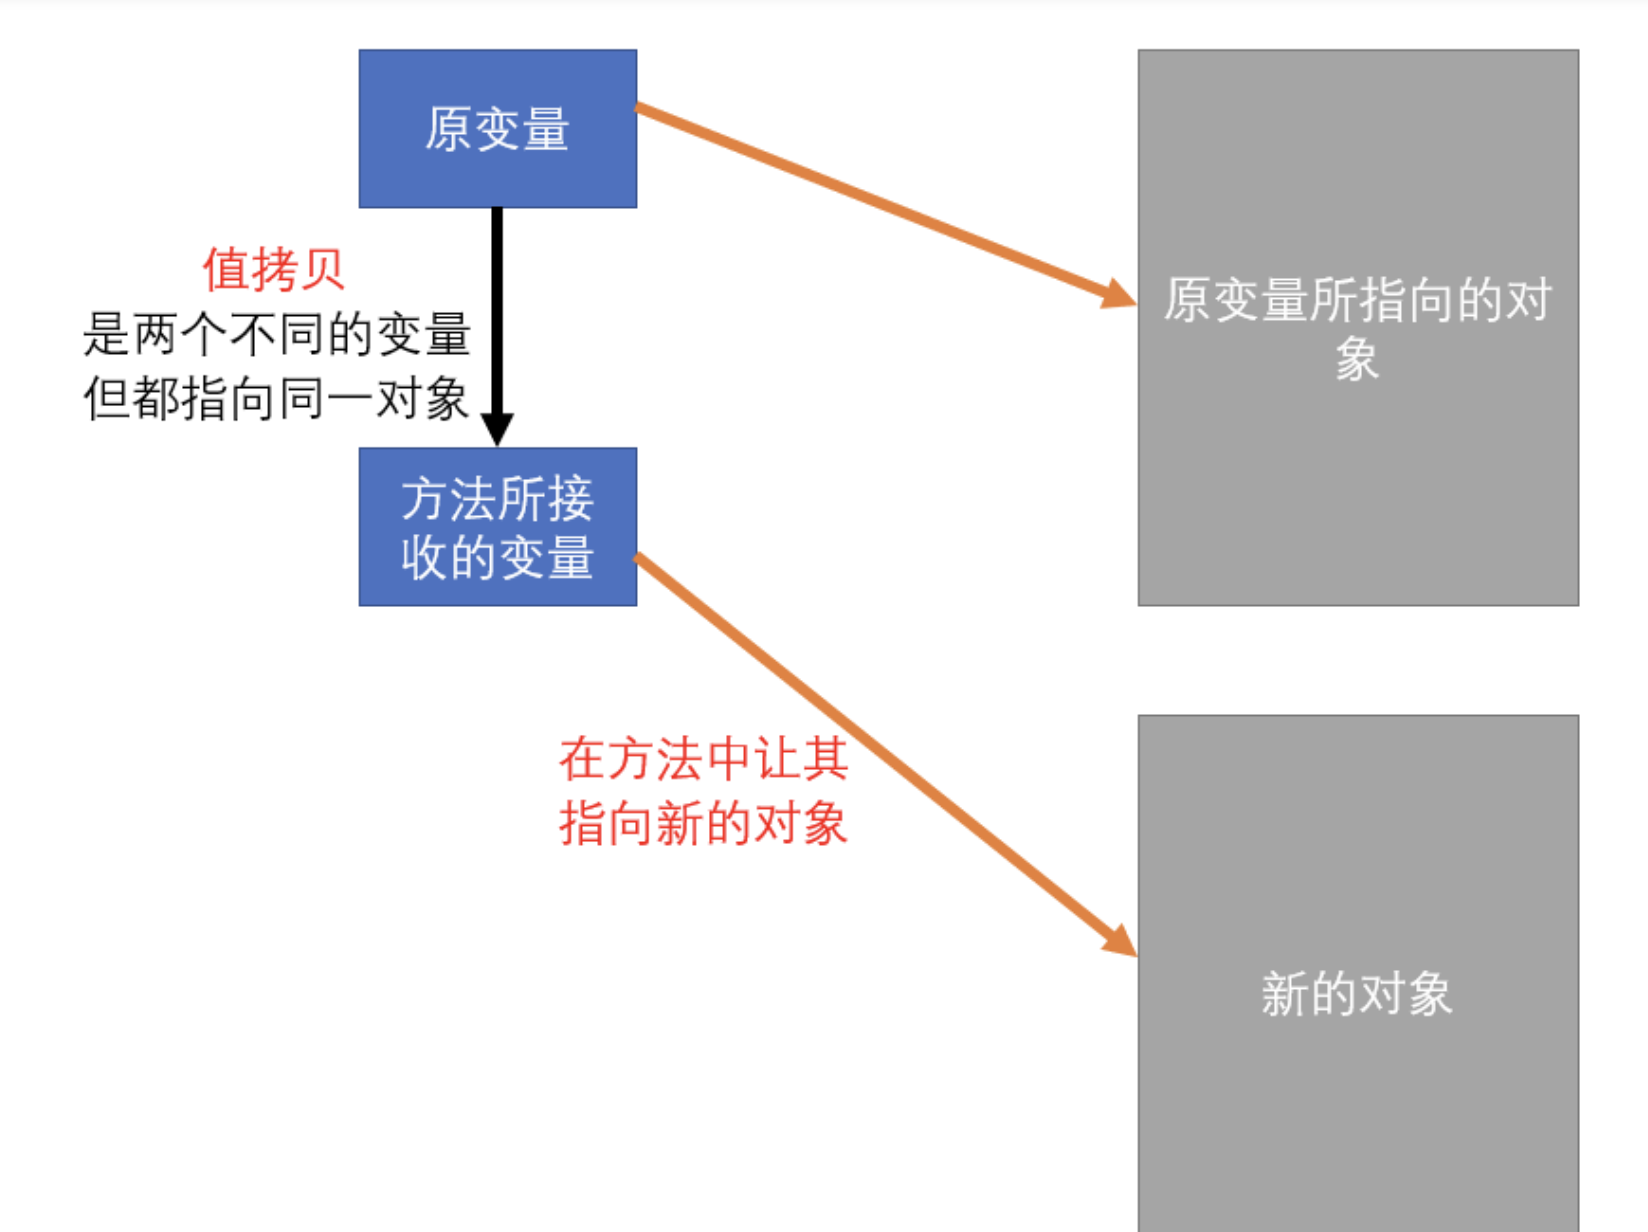 原变量
值拷贝
是两个不同的变量
但都指向同一对象
原变量所指向的对
象
方法所接
收的变量
在方法中让其
指向新的对象
新的对象